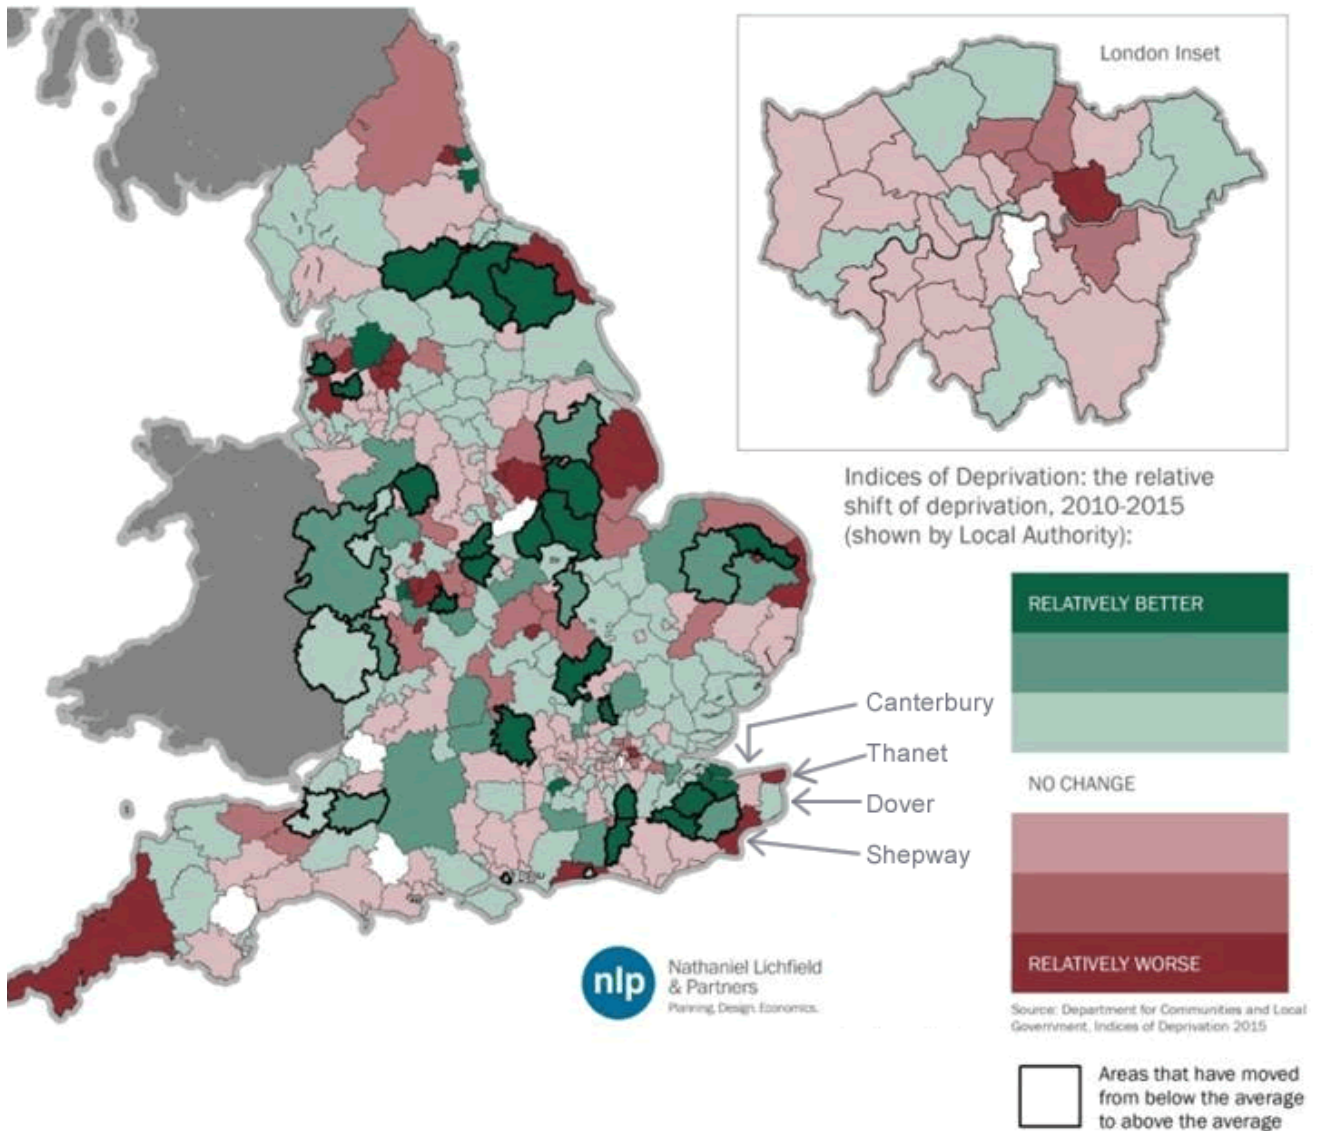 London Inset
Indices of Deprivation: the relative
shift of deprivation, 2010-2015
(shown by Local Authority):
RELATIVELY BETTER
Canterbury
Thanet
NO CHANGE
Dover
Shepway
RELATIVELY WORSE
nlp
Nathaniel Lichfield
& Partners
Planning. Design. Economics.
Source: Department for Communities and Local
Government, Indices of Deprivation 2015
Areas that have moved
from below the average
to above the average